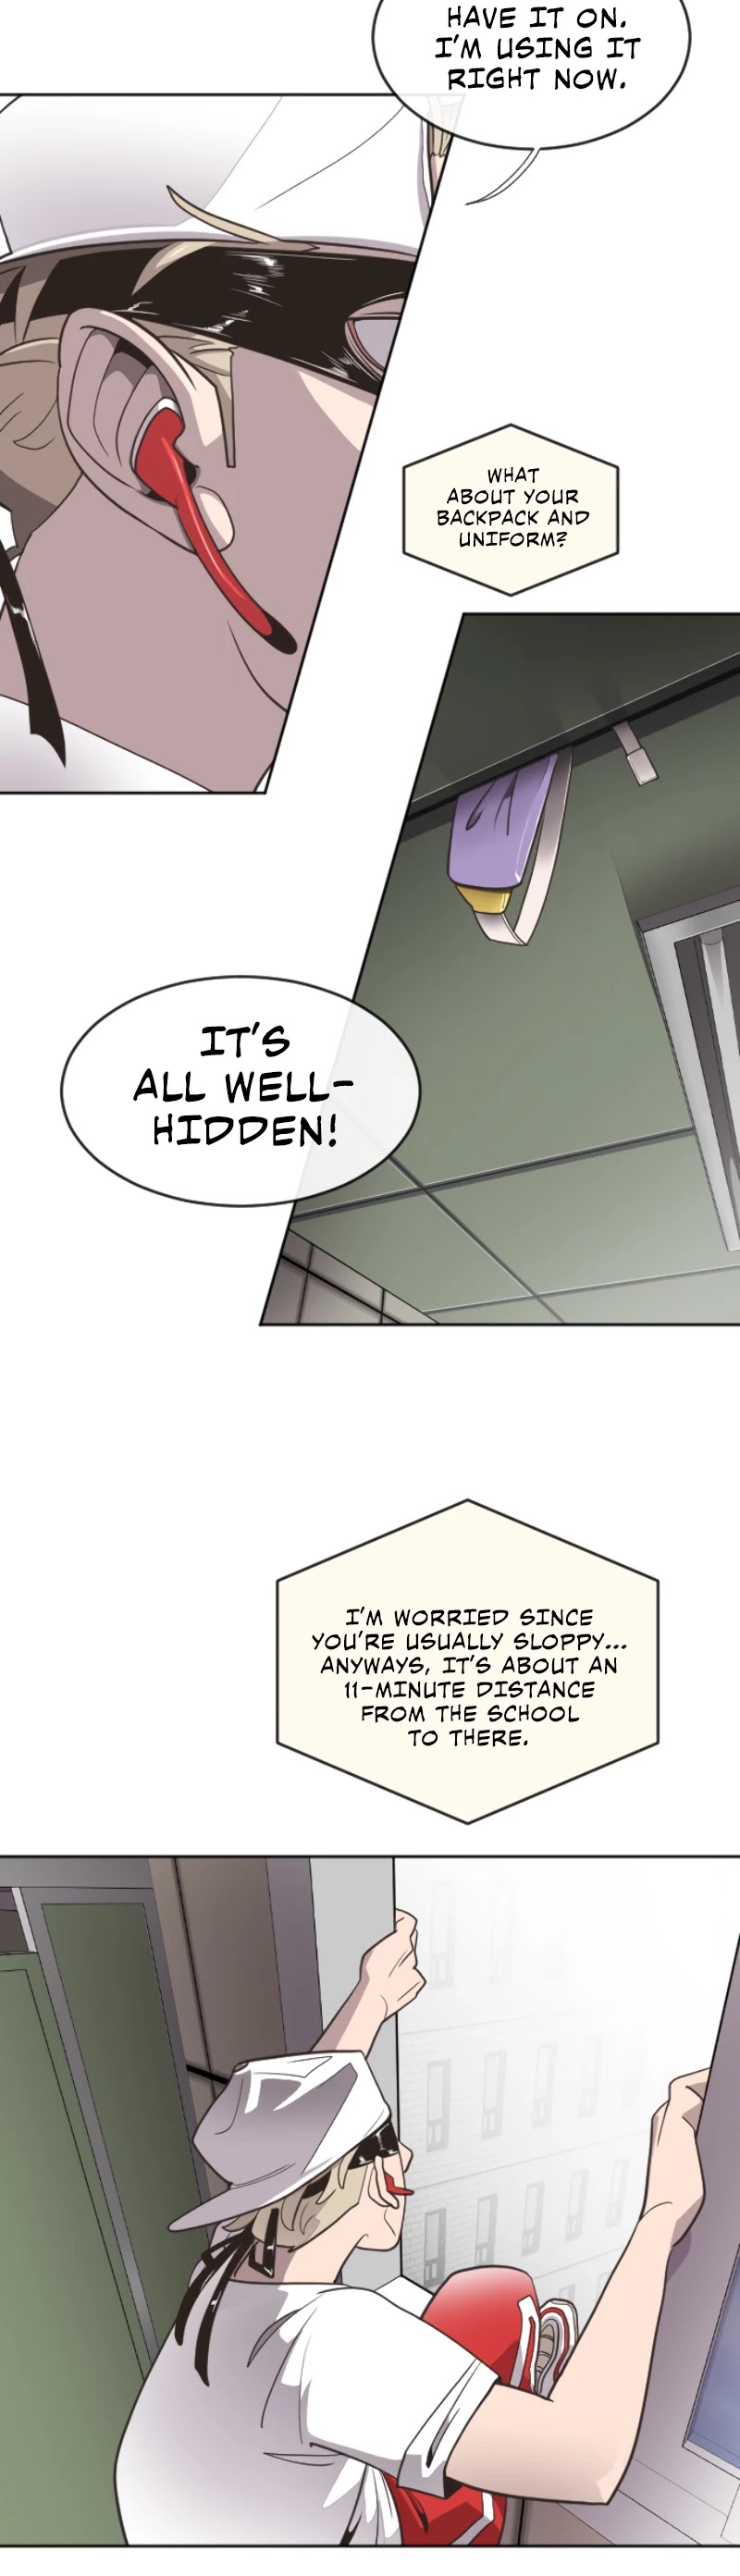 HAVE IT ON.
I'M USING IT
RIGHT NOW.
WHAT
ABOUT YOUR
BACKPACK AND
UNIFORM?
IT'S
ALL WELL-
HIDDEN!
I'M WORRIED SINCE
YOU'RE USUALLY SLOPPY...
ANYWAYS, IT'S ABOUT AN
11-MINUTE DISTANCE
FROM THE SCHOOL
TO THERE.